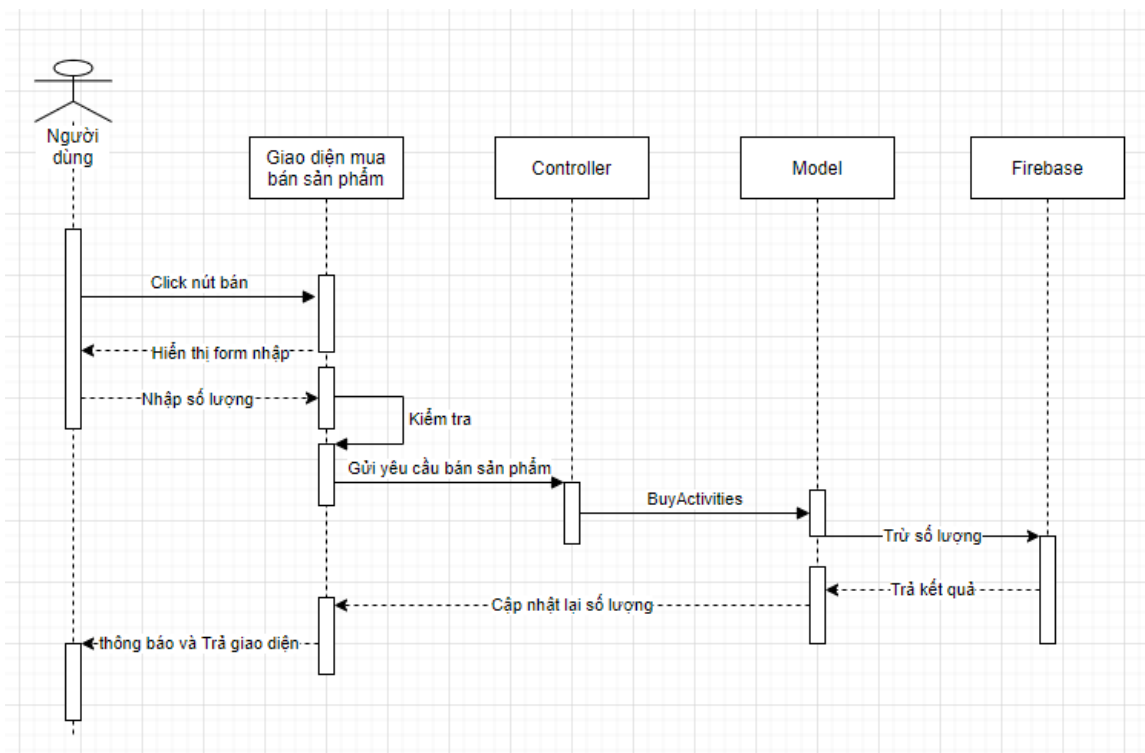 Người
dùng
Giao diện mua
bán sản phẩm
Controller
Model
Firebase
Click nút bán
Hiển thị form nhập
Nhập số lượng
Kiểm tra
Gửi yêu cầu bán sản phẩm
BuyActivities
Trừ số lượng
Trả kết quả
Cập nhật lại số lượng
thông báo và Trả giao diện